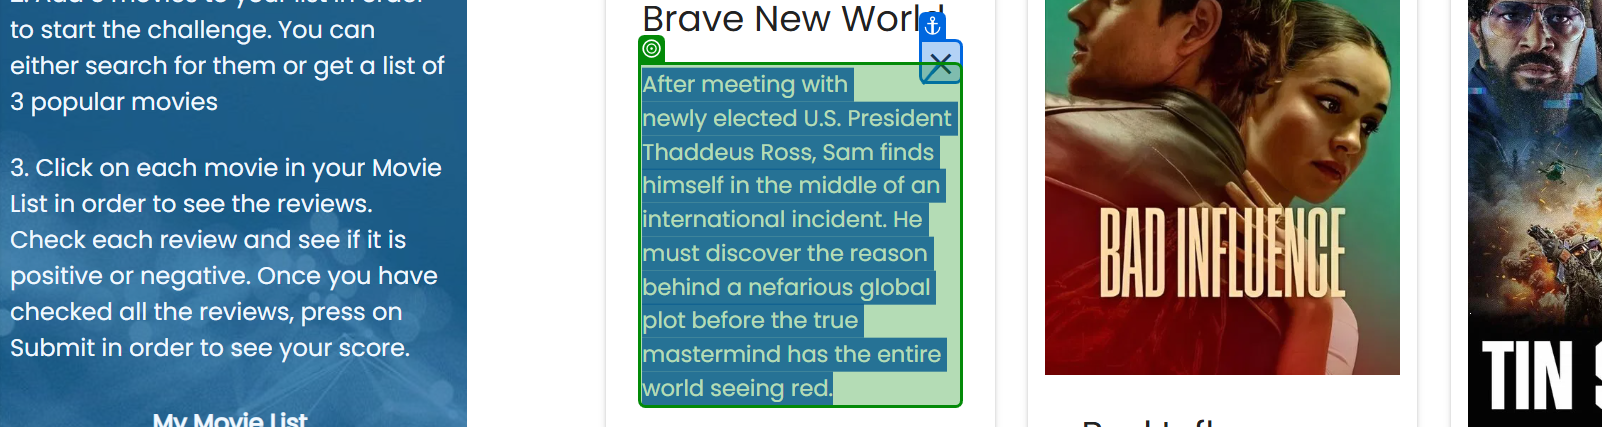 to start the challenge. You can
either search for them or get a list of
3 popular movies
3. Click on each movie in your Movie
List in order to see the reviews.
Check each review and see if it is
positive or negative. Once you have
checked all the reviews, press on
Submit in order to see your score.
My Movie List
Brave New World
After meeting with
newly elected U.S. President
Thaddeus Ross, Sam finds
himself in the middle of an
international incident. He
must discover the reason
behind a nefarious global
plot before the true
mastermind has the entire
world seeing red.
BAD INFLUENCE
TIN